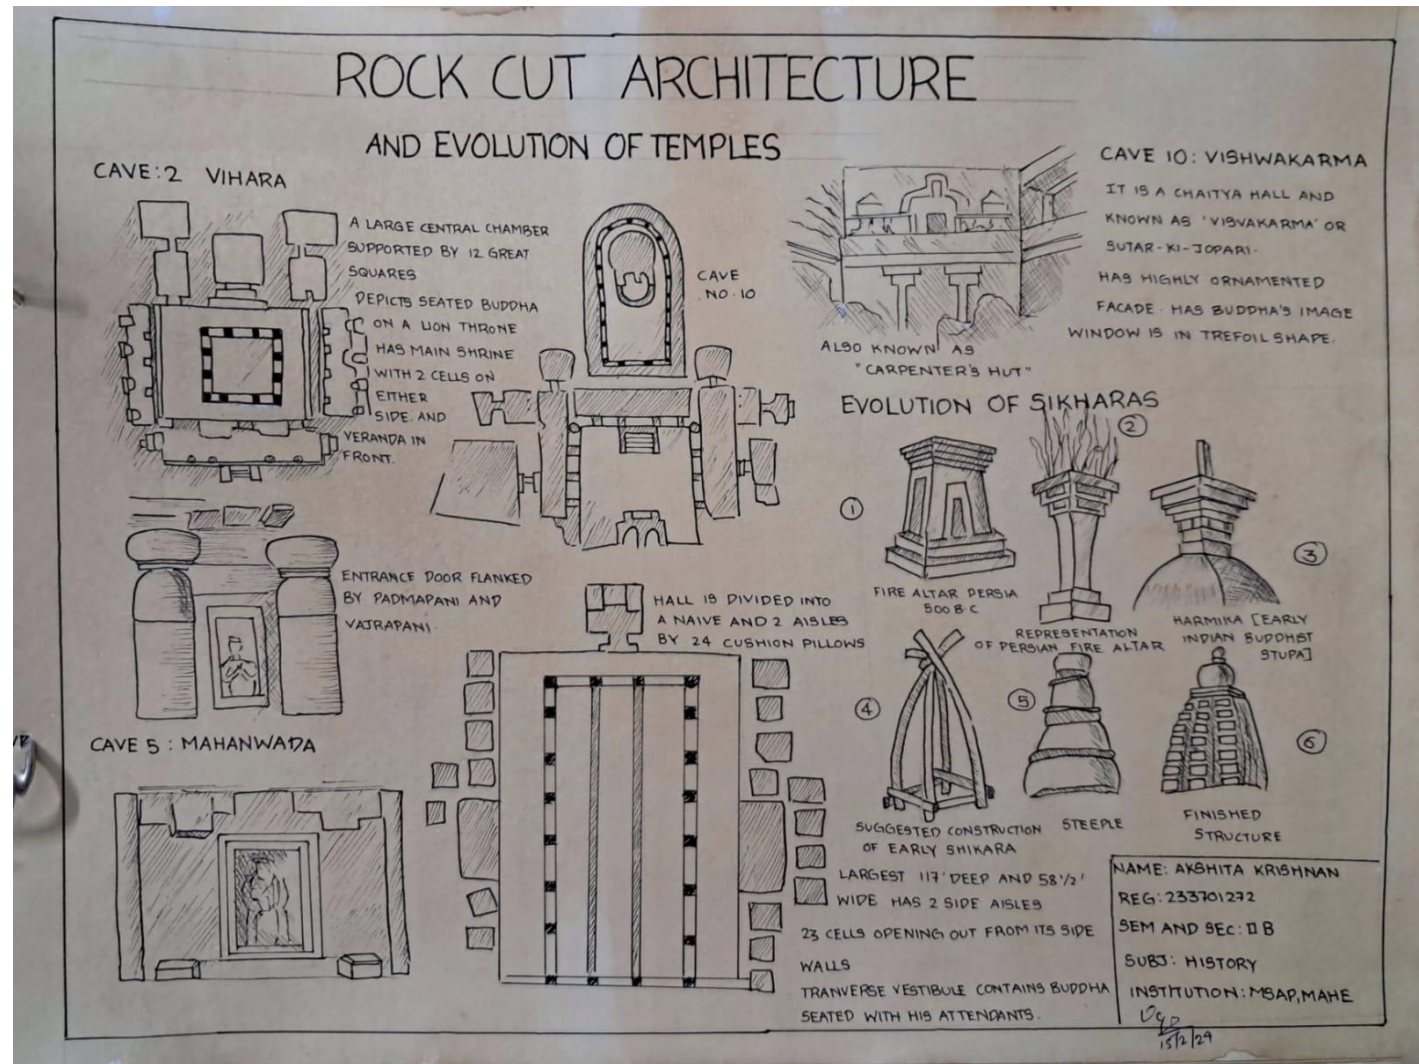 ROCK CUT ARCHITECTURE
AND EVOLUTION OF TEMPLES
CAVE:2 VIHARA
A LARGE CENTRAL CHAMBER
SUPPORTED BY 12 GREAT
SQUARES
DEPICTS SEATED BUDDHA
ON A LION THRONE
HAS MAIN SHRINE
WITH 2 CELLS ON
EITHER
SIDE. AND
VERANDA IN
FRONT.
CAVE
NO.10
CAVE 10: VISHWAKARMA
IT IS A CHAITYA HALL AND
KNOWN AS 'VISVAKARMA' OR
SUTAR-KI-JOPARI.
HAS HIGHLY ORNAMENTED
FACADE. HAS BUDDHA'S IMAGE
WINDOW IS IN TREFOIL SHAPE.
ALSO KNOWN AS
"CARPENTER'S HUT"
ENTRANCE DOOR FLANKED
BY PADMAPANI AND
VAJRAPANI.
HALL IS DIVIDED INTO
A NAIVE AND 2 AISLES
BY 24 CUSHION PILLOWS
EVOLUTION OF SIKHARAS
1
FIRE ALTAR PERSIA
500 B.C
2
REPRESENTATION
OF PERSIAN FIRE ALTAR
3
HARMIKA [EARLY
INDIAN BUDDHST
STUPA]
4
SUGGESTED CONSTRUCTION
OF EARLY SHIKARA
5
STEEPLE
6
FINISHED
STRUCTURE
CAVE 5: MAHANWADA
LARGEST 117' DEEP AND 58 1/2'
WIDE HAS 2 SIDE AISLES
23 CELLS OPENING OUT FROM ITS SIDE
WALLS
TRANVERSE VESTIBULE CONTAINS BUDDHA
SEATED WITH HIS ATTENDANTS.
NAME: AKSHITA KRISHNAN
REG: 233701272
SEM AND SEC: II B
SUBJ: HISTORY
INSTITUTION: MSAP, MAHE
15/2/24